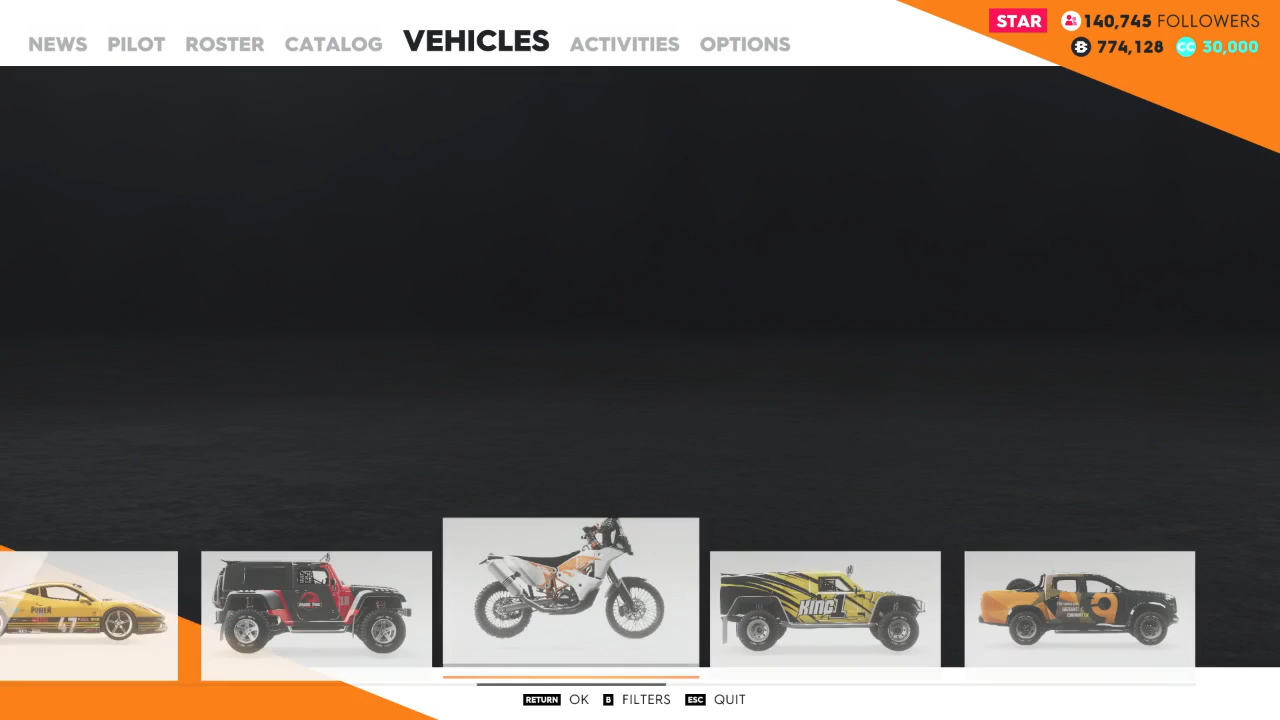 NEWS PILOT ROSTER CATALOG VEHICLES ACTIVITIES OPTIONS
STAR 140,745 FOLLOWERS
774,128 CC 30,000
POWER
47
KING 1
RETURN OK B FILTERS ESC QUIT